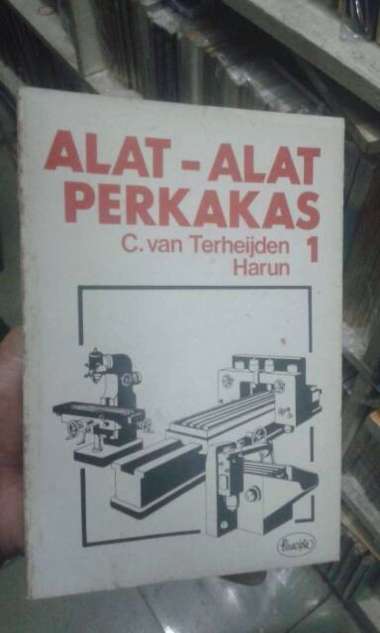 ALAT - ALAT
PERKAKAS
C. van Terheijden 1
Harun